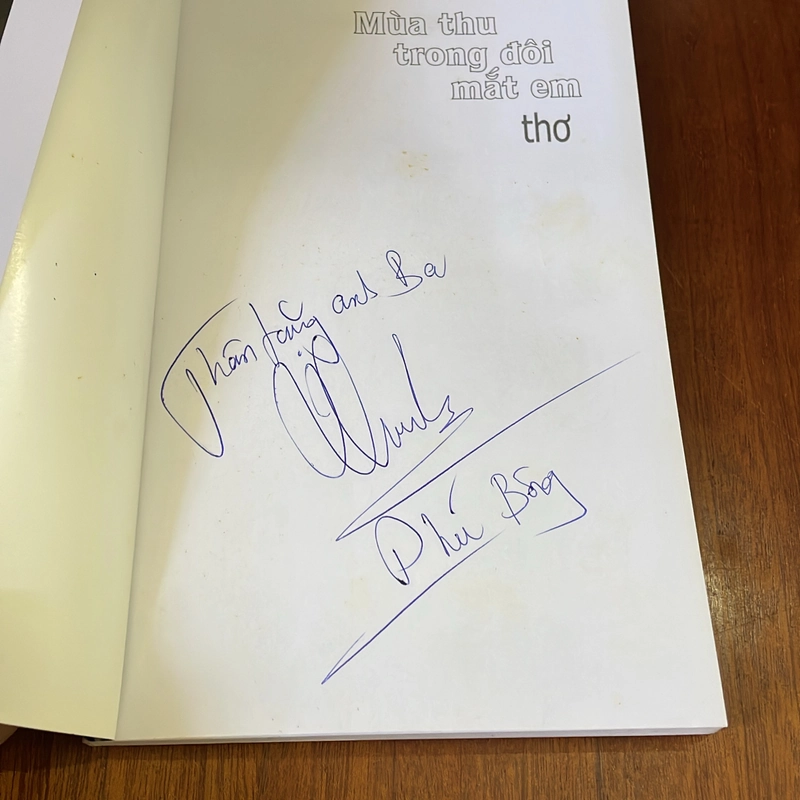 Mùa thu
trong đôi
mắt em
thơ
Thân tặng anh Ba
Phú Bông